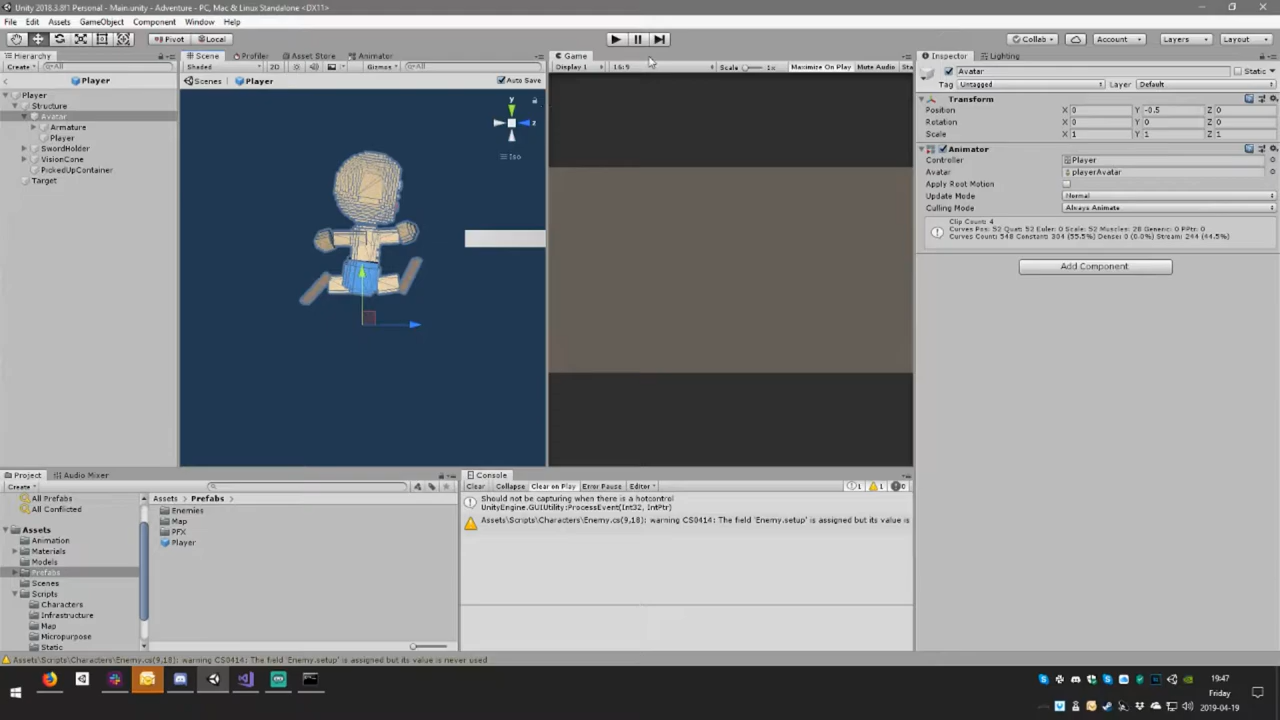 Unity 2018.3.8f1 Personal - Main.unity - Adventure - PC, Mac & Linux Standalone <DX11>
File Edit Assets GameObject Component Window Help
Pivot Local Collab Account Layers Layout
Hierarchy Scene Profiler Asset Store Animator Game Inspector Lighting
Create All Shaded 2D Gizmos All Display 1 16:9 Scale 1x Maximize On Play Mute Audio Sta
Player Scenes Player Auto Save
Avatar Static
Tag Untagged Layer Default
Player
Structure
Avatar
Armature
Player
SwordHolder
VisionCone
PickedUpContainer
Target
y
z
Iso
Transform
Position X 0 Y -0.5 Z 0
Rotation X 0 Y 0 Z 0
Scale X 1 Y 1 Z 1
Animator
Controller Player
Avatar playerAvatar
Apply Root Motion
Update Mode Normal
Culling Mode Always Animate
Clip Count: 4
Curves Pos: 52 Quat: 52 Euler: 0 Scale: 52 Muscles: 28 Generic: 0 PPtr: 0
Curves Count: 548 Constant: 304 (55.5%) Dense: 0 (0.0%) Stream: 244 (44.5%)
Add Component
Project Audio Mixer
Create
All Prefabs
All Conflicted
Assets
Animation
Materials
Models
Prefabs
Scenes
Scripts
Characters
Infrastructure
Map
Micropurpose
Static
Assets Prefabs
Enemies
Map
PFX
Player
Console
Clear Collapse Clear on Play Error Pause Editor 1 1 0
Should not be capturing when there is a hotcontrol
UnityEngine.GUIUtility:ProcessEvent(Int32, IntPtr)
Assets\Scripts\Characters\Enemy.cs(9,18): warning CS0414: The field 'Enemy.setup' is assigned but its value is
Assets\Scripts\Characters\Enemy.cs(9,18): warning CS0414: The field 'Enemy.setup' is assigned but its value is never used
19:47
Friday
2019-04-19